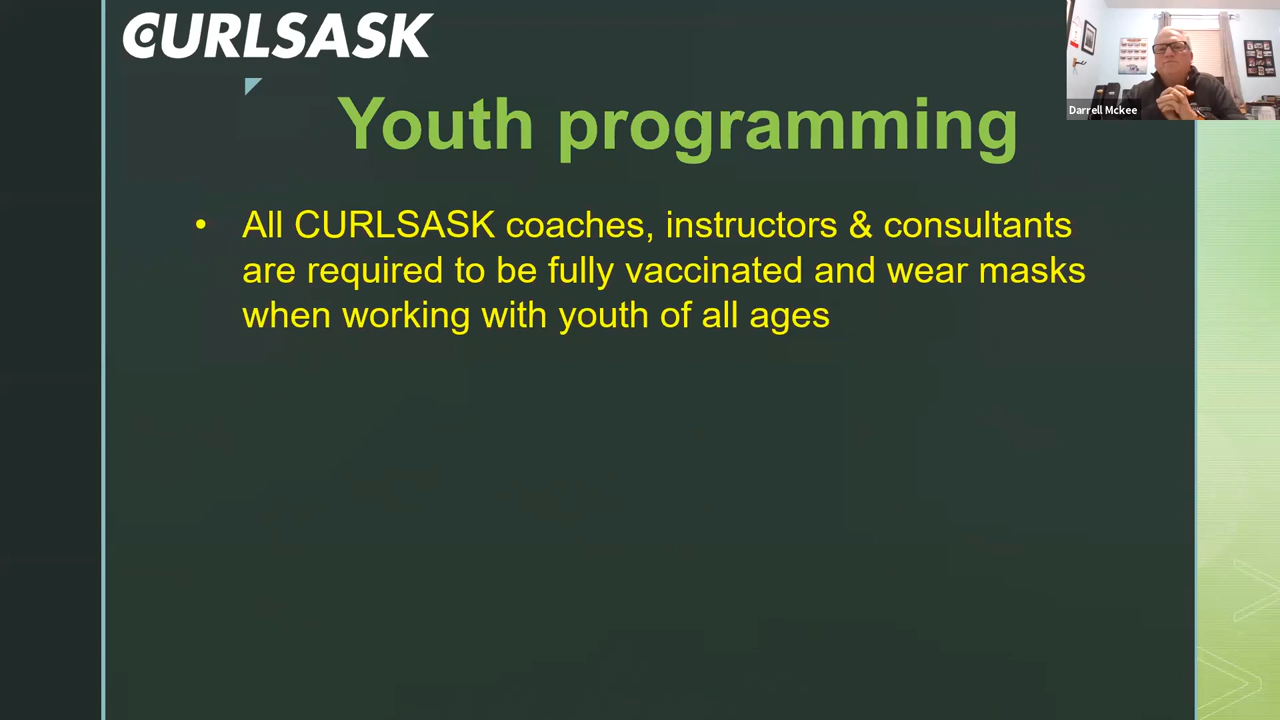 CURLSASK
Darrell Mckee
Youth programming
• All CURLSASK coaches, instructors & consultants
are required to be fully vaccinated and wear masks
when working with youth of all ages